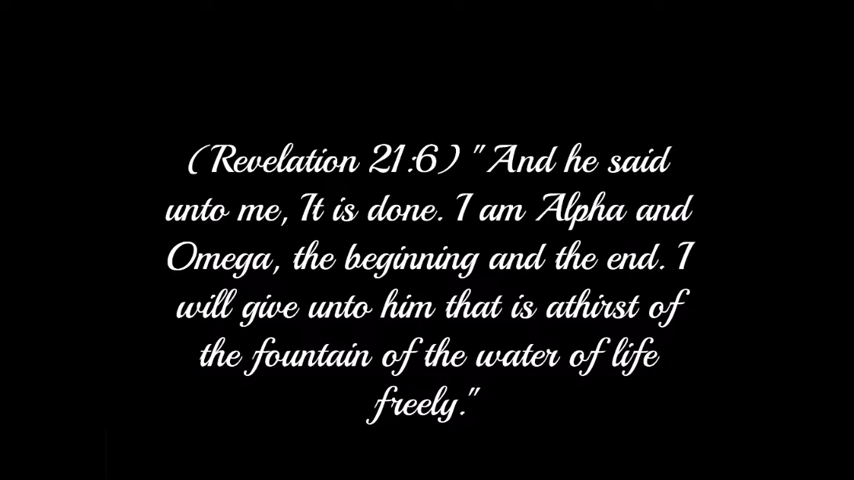 (Revelation 21:6) "And he said
unto me, It is done. I am Alpha and
Omega, the beginning and the end. I
will give unto him that is athirst of
the fountain of the water of life
freely."